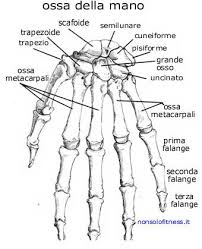 ossa della mano
scafoide
semilunare
trapezoide
cuneiforme
trapezio
pisiforme
grande
osso
uncinato
ossa
metacarpali
ossa
metacarpali
prima
falange
seconda
falange
terza
falange
nonsolofitness.it